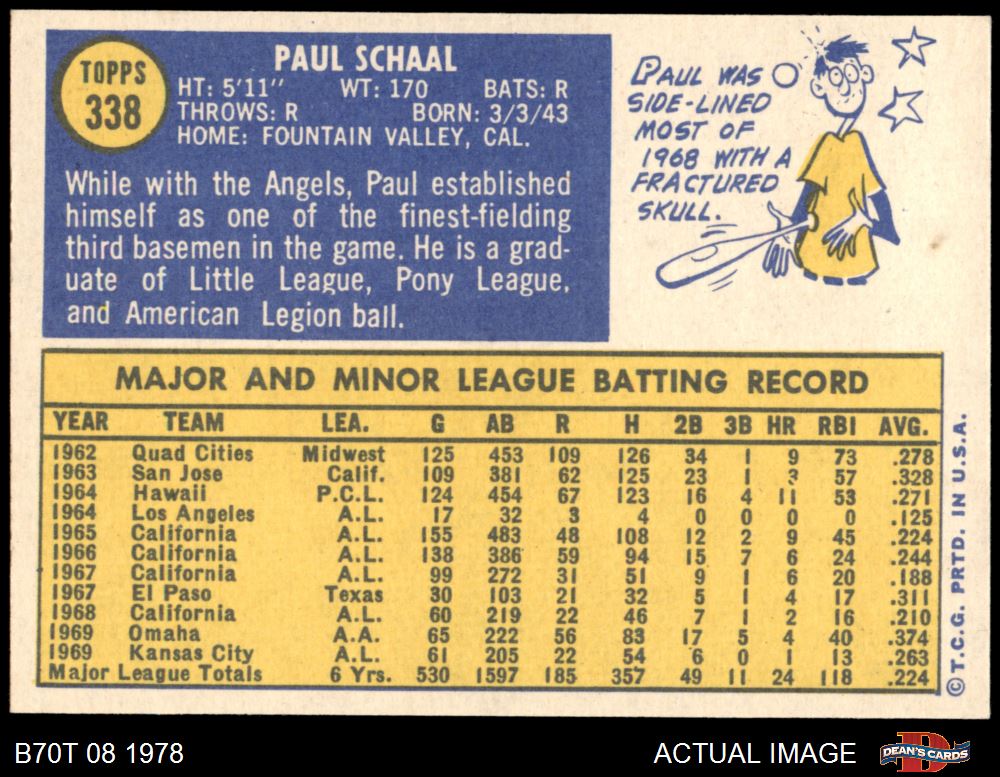 TOPPS
338
PAUL SCHAAL
HT: 5'11" WT: 170 BATS: R
THROWS: R BORN: 3/3/43
HOME: FOUNTAIN VALLEY, CAL.
While with the Angels, Paul established
himself as one of the finest-fielding
third basemen in the game. He is a grad-
uate of Little League, Pony League,
and American Legion ball.
PAUL WAS
SIDE-LINED
MOST OF
1968 WITH A
FRACTURED
SKULL.
MAJOR AND MINOR LEAGUE BATTING RECORD
YEAR TEAM LEA. G AB R H 2B 3B HR RBI AVG.
1962 Quad Cities Midwest 125 453 109 126 34 1 9 73 .278
1963 San Jose Calif. 109 381 62 125 23 1 3 57 .328
1964 Hawaii P.C.L. 124 454 67 123 16 4 11 53 .271
1964 Los Angeles A.L. 17 32 3 4 0 0 0 0 .125
1965 California A.L. 155 483 48 108 12 2 9 45 .224
1966 California A.L. 138 386 59 94 15 7 6 24 .244
1967 California A.L. 99 272 31 51 9 1 6 20 .188
1967 El Paso Texas 30 103 21 32 5 1 4 17 .311
1968 California A.L. 60 219 22 46 7 1 2 16 .210
1969 Omaha A.A. 65 222 56 83 17 5 4 40 .374
1969 Kansas City A.L. 61 205 22 54 6 0 1 13 .263
Major League Totals 6 Yrs. 530 1597 185 357 49 11 24 118 .224
© T.C.G. PRTD. IN U.S.A.
B70T 08 1978
ACTUAL IMAGE
D
DEAN'S CARDS